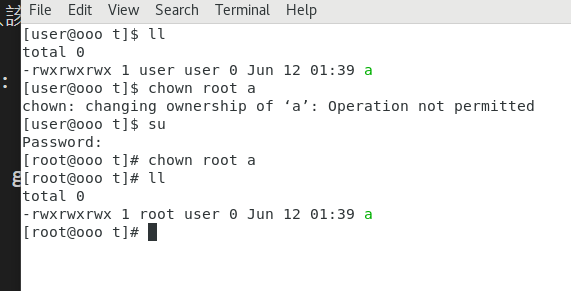 File Edit View Search Terminal Help
[user@ooo t]$ ll
total 0
-rwxrwxrwx 1 user user 0 Jun 12 01:39 a
[user@ooo t]$ chown root a
chown: changing ownership of ‘a’: Operation not permitted
[user@ooo t]$ su
Password:
[root@ooo t]# chown root a
[root@ooo t]# ll
total 0
-rwxrwxrwx 1 root user 0 Jun 12 01:39 a
[root@ooo t]#